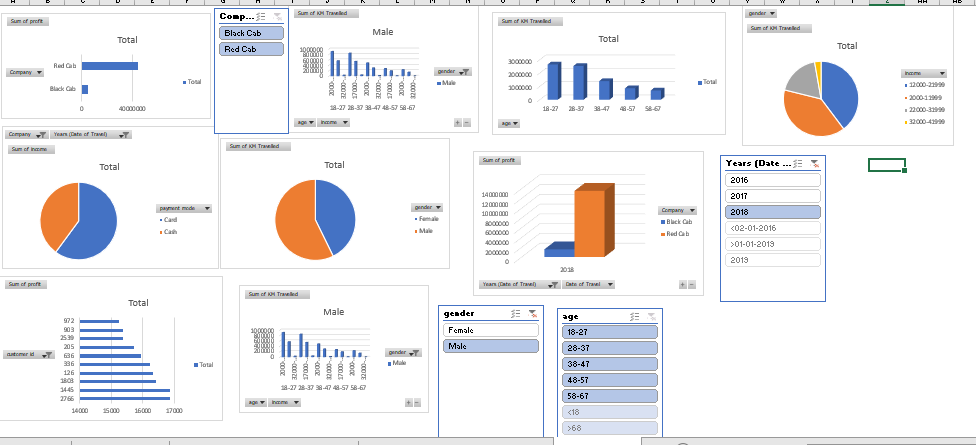 Sum of profit
Total
Red Cab
Black Cab
0
40000000
Company
Total
Comp...
Black Cab
Red Cab
Sum of KM Travelled
Male
1000000
800000
600000
400000
200000
0
2000-...
32000-...
17000-...
18-27 28-37 38-47 48-57 58-67
gender
Male
age
Income
Sum of KM Travelled
Total
3000000
2000000
1000000
0
18-27 28-37 38-47 48-57 58-67
Total
age
gender
Sum of KM Travelled
Total
Income
12000-21999
2000-11999
22000-31999
32000-41999
Company
Years (Date of Travel)
Sum of Income
Total
payment mode
Card
Cash
Sum of KM Travelled
Total
gender
Female
Male
Sum of profit
14000000
12000000
10000000
8000000
6000000
4000000
2000000
0
2018
Company
Black Cab
Red Cab
Years (Date of Travel)
Date of Travel
Years (Date ...
2016
2017
2018
<02-01-2016
>01-01-2019
2019
Sum of profit
Total
972
903
2539
205
636
336
126
1803
1445
2766
14000 15000 16000 17000
customer id
Total
Sum of KM Travelled
Male
1000000
800000
600000
400000
200000
0
2000-...
32000-...
17000-...
18-27 28-37 38-47 48-57 58-67
gender
Male
age
Income
gender
Female
Male
age
18-27
28-37
38-47
48-57
58-67
<18
>68